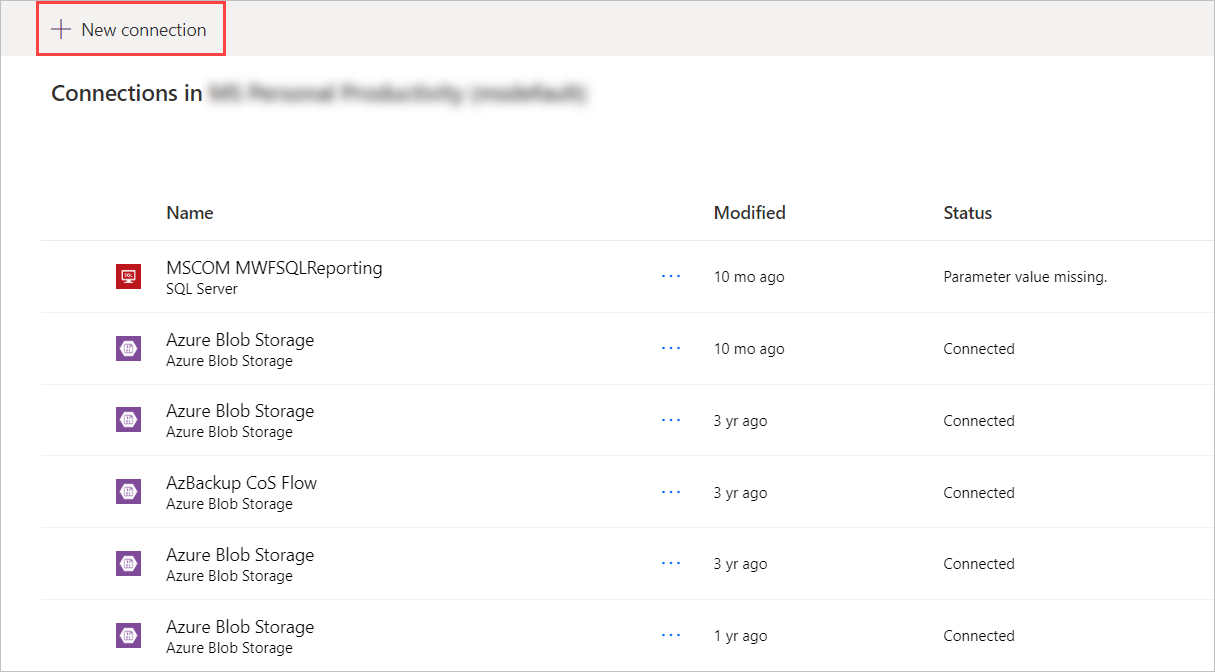 New connection
Connections in
Name Modified Status
MSCOM MWFSQLReporting
SQL Server
10 mo ago
Parameter value missing.
Azure Blob Storage
Azure Blob Storage
10 mo ago
Connected
Azure Blob Storage
Azure Blob Storage
3 yr ago
Connected
AzBackup CoS Flow
Azure Blob Storage
3 yr ago
Connected
Azure Blob Storage
Azure Blob Storage
3 yr ago
Connected
Azure Blob Storage
Azure Blob Storage
1 yr ago
Connected